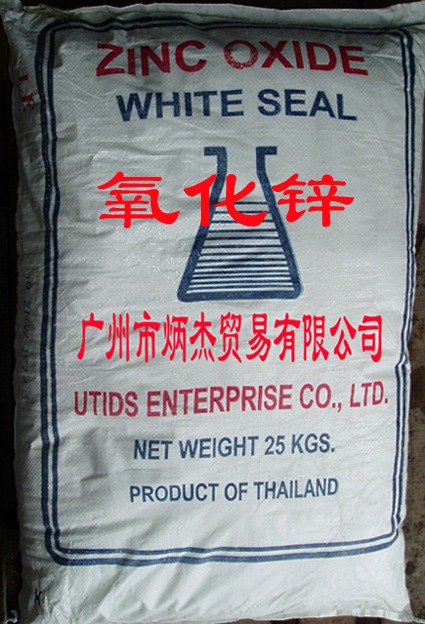 ZINC OXIDE
WHITE SEAL
氧化锌
广州市炳杰贸易有限公司
UTIDS ENTERPRISE CO., LTD.
NET WEIGHT 25 KGS.
PRODUCT OF THAILAND